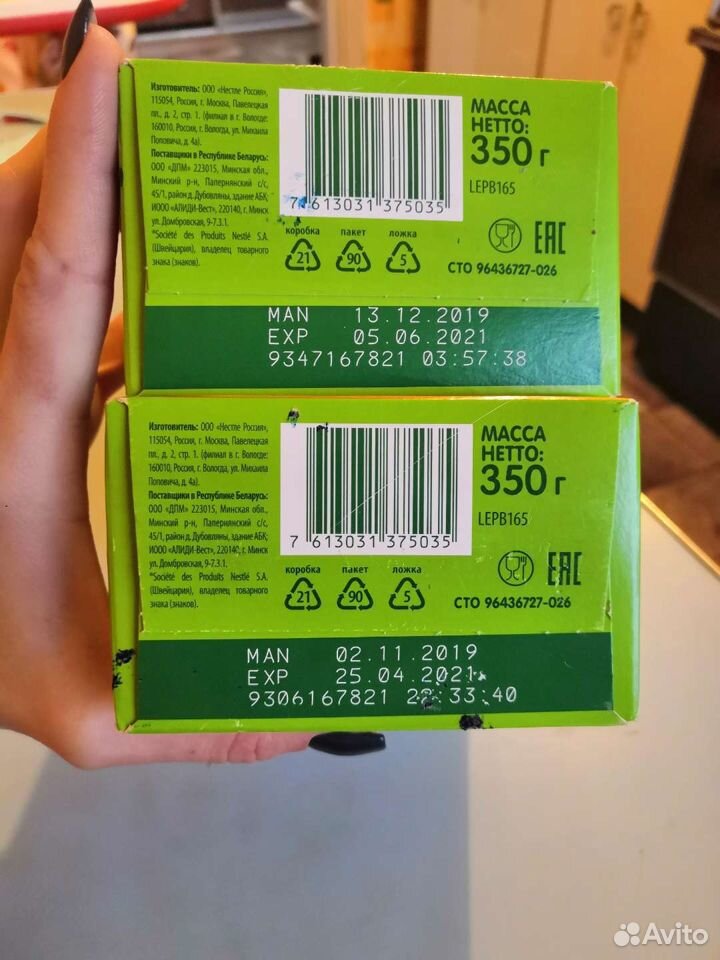 Изготовитель: ООО «Нестле Россия»,
115054, Россия, г. Москва, Павелецкая
пл., д. 2, стр. 1. (филиал в г. Вологде:
160010, Россия, г. Вологда, ул. Михаила
Поповича, д. 4а).
Поставщики в Республике Беларусь:
ООО «ДПМ» 223015, Минская обл.,
Минский р-н, Папернянский с/с,
45/1, район д. Дубовляны, здание АБК;
ИООО «АЛИДИ-Вест», 220140, г. Минск
ул. Домбровская, 9-7.3.1.
*Société des Produits Nestlé S.A.
(Швейцария), владелец товарного
знака (знаков).
7 613031 375035
МАССА
НЕТТО:
350 г
LEPB165
коробка пакет ложка
21 90 5
EAC
СТО 96436727-026
MAN 13.12.2019
EXP 05.06.2021
9347167821 03:57:38
Изготовитель: ООО «Нестле Россия»,
115054, Россия, г. Москва, Павелецкая
пл., д. 2, стр. 1. (филиал в г. Вологде:
160010, Россия, г. Вологда, ул. Михаила
Поповича, д. 4а).
Поставщики в Республике Беларусь:
ООО «ДПМ» 223015, Минская обл.,
Минский р-н, Папернянский с/с,
45/1, район д. Дубовляны, здание АБК;
ИООО «АЛИДИ-Вест», 220140, г. Минск
ул. Домбровская, 9-7.3.1.
*Société des Produits Nestlé S.A.
(Швейцария), владелец товарного
знака (знаков).
7 613031 375035
МАССА
НЕТТО:
350 г
LEPB165
коробка пакет ложка
21 90 5
EAC
СТО 96436727-026
MAN 02.11.2019
EXP 25.04.2021
9306167821
Avito